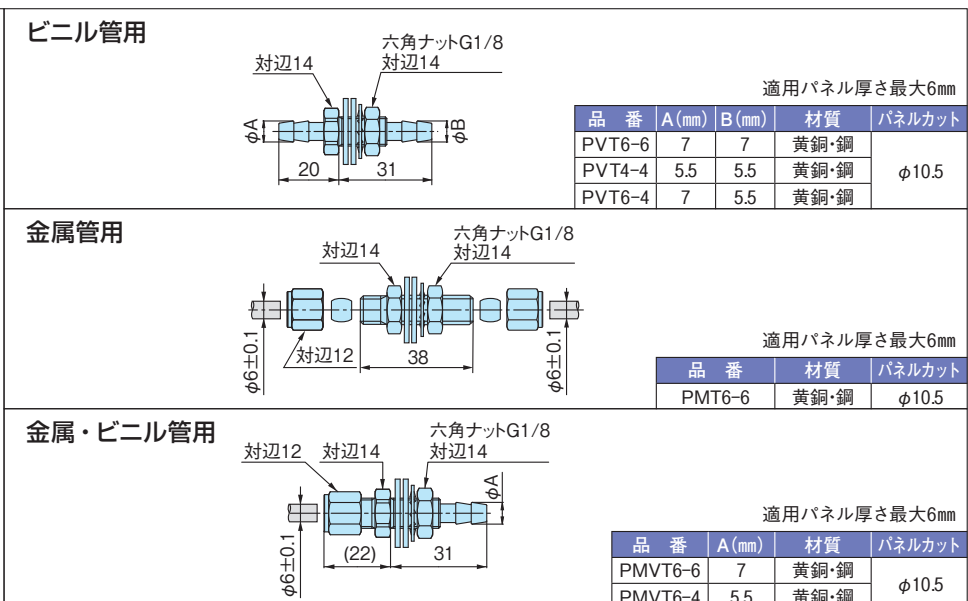 ビニル管用
六角ナットG1/8
対辺14
対辺14
φA
φB
20
31
適用パネル厚さ最大6㎜
品 番 A(㎜) B(㎜) 材質 パネルカット
PVT6-6 7 7 黄銅・鋼
PVT4-4 5.5 5.5 黄銅・鋼 φ10.5
PVT6-4 7 5.5 黄銅・鋼
金属管用
六角ナットG1/8
対辺14
対辺14
φ6±0.1
対辺12
38
φ6±0.1
適用パネル厚さ最大6㎜
品 番 材質 パネルカット
PMT6-6 黄銅・鋼 φ10.5
金属・ビニル管用
六角ナットG1/8
対辺12 対辺14 対辺14
φA
φ6±0.1
(22)
31
適用パネル厚さ最大6㎜
品 番 A(㎜) 材質 パネルカット
PMVT6-6 7 黄銅・鋼 φ10.5
PMVT6-4 5.5 黄銅・鋼